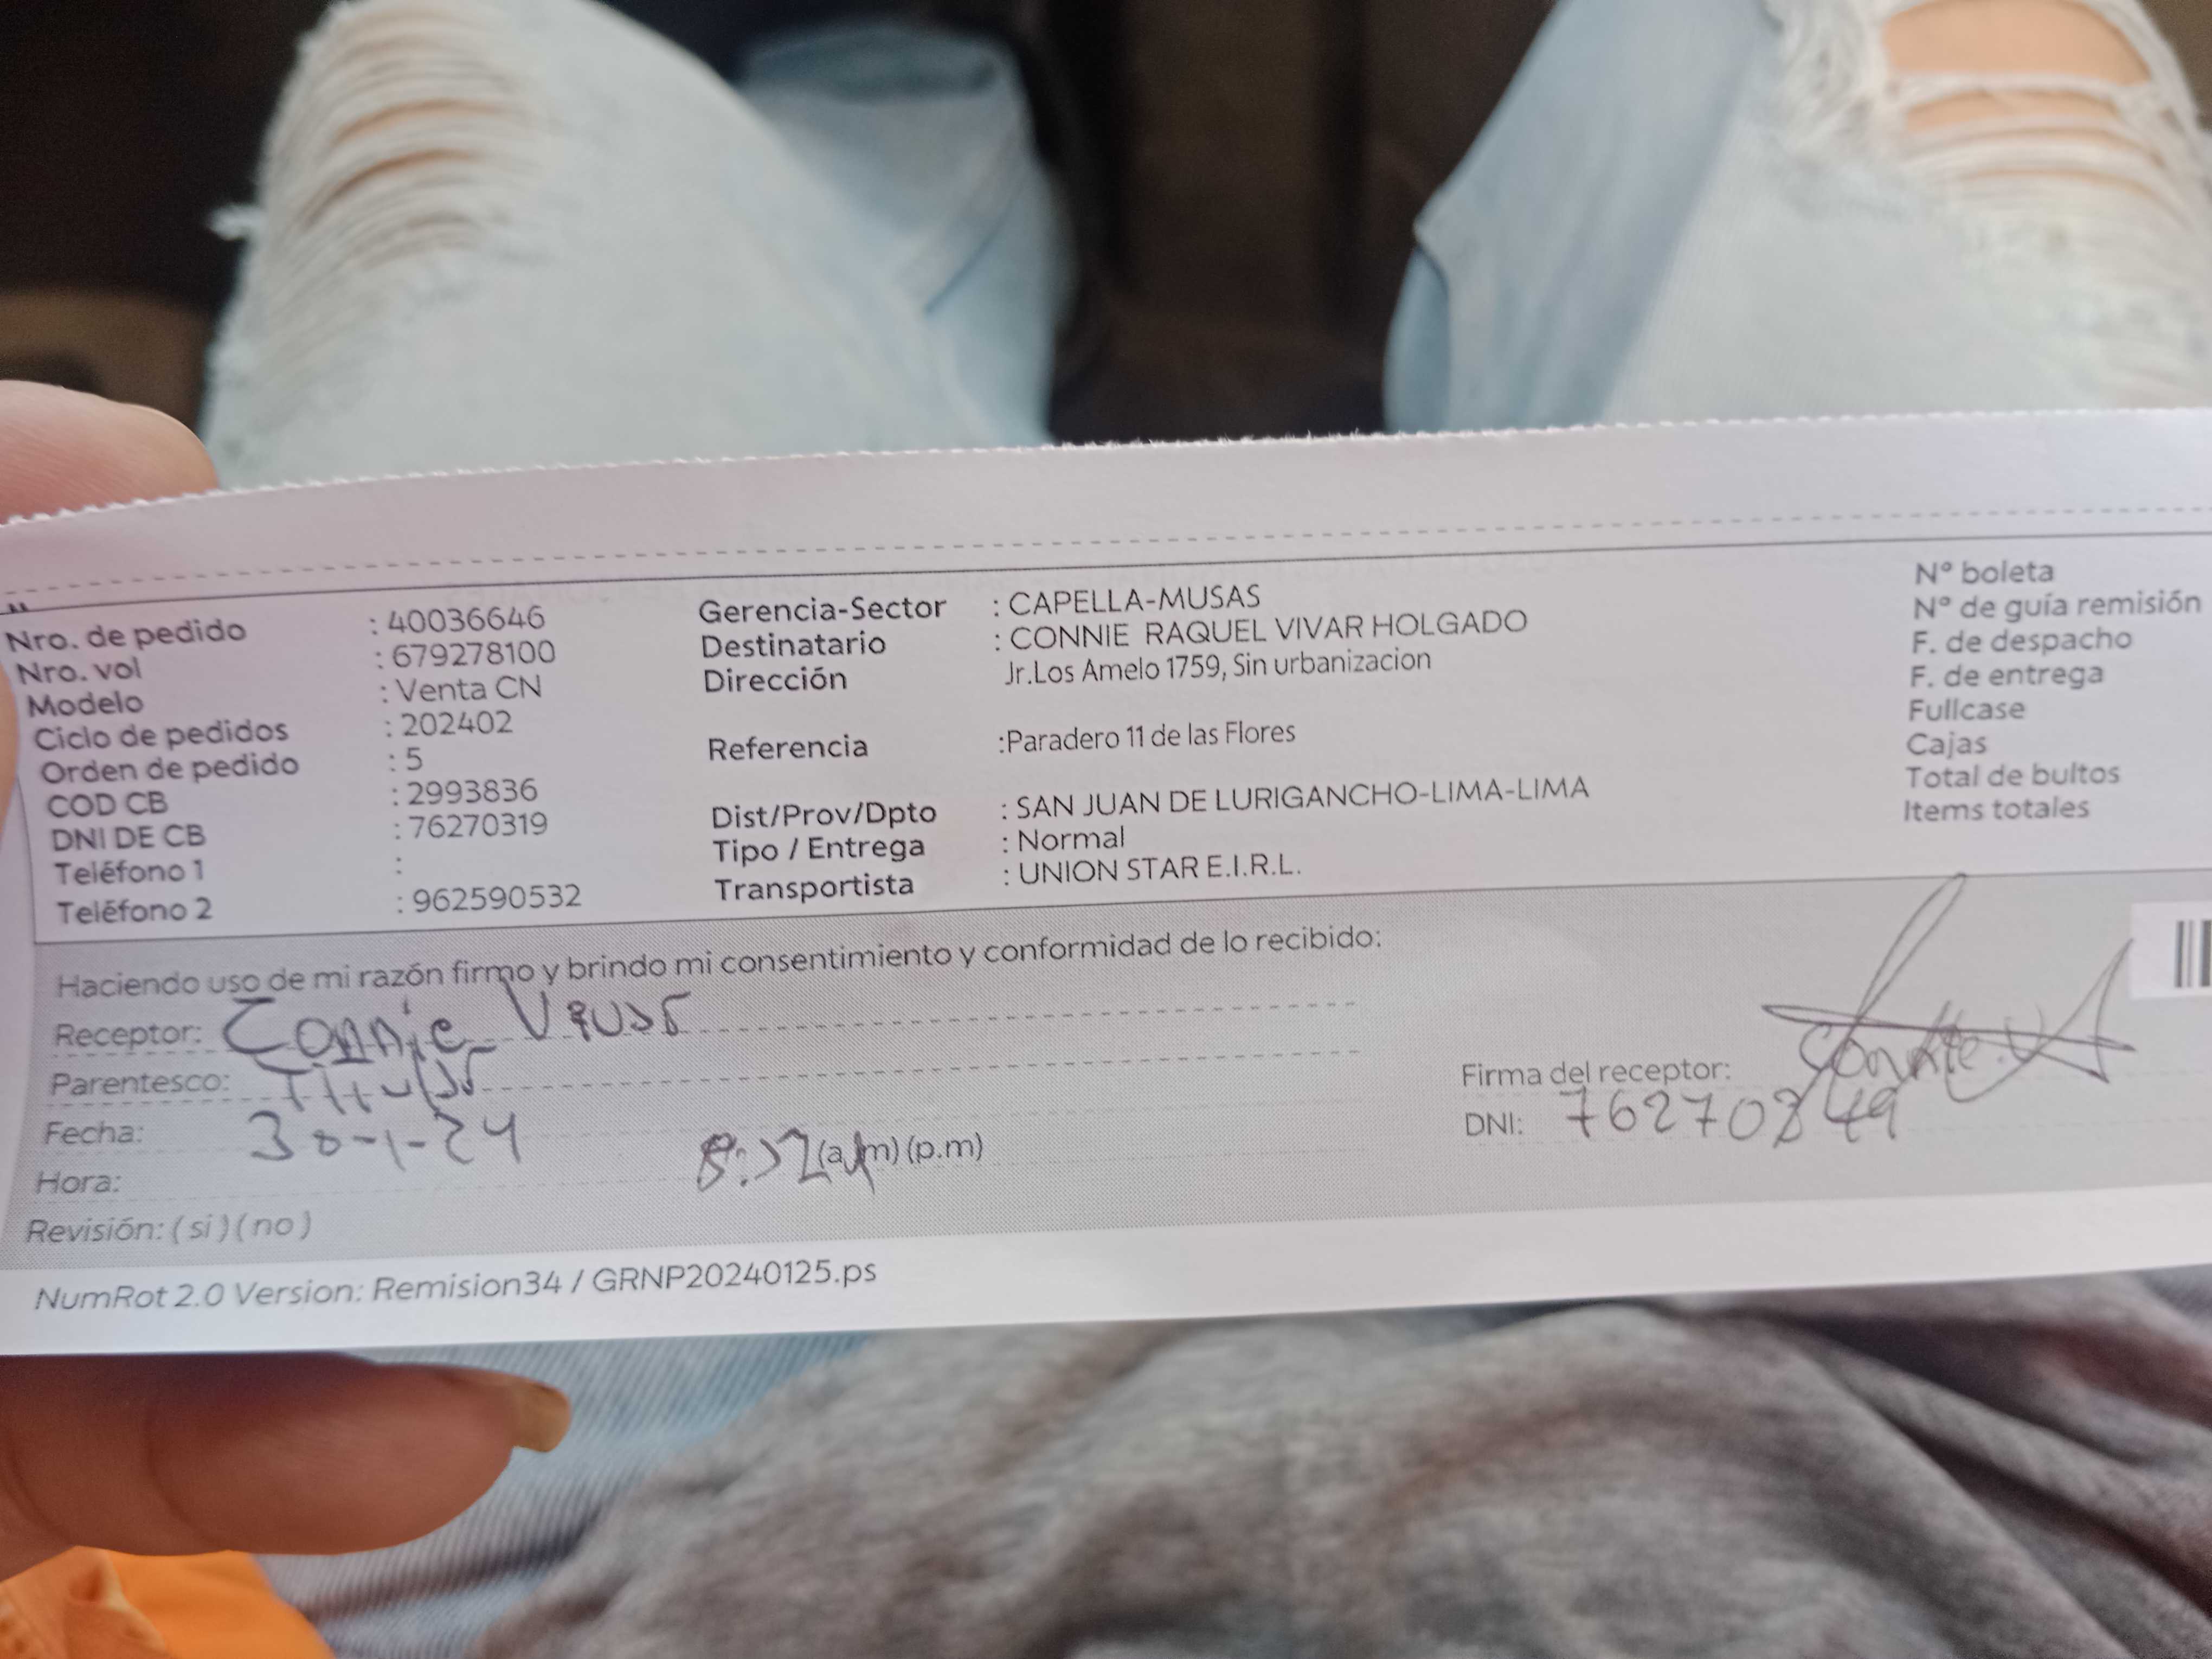 Nro. de pedido : 40036646
Nro. vol : 679278100
Modelo : Venta CN
Ciclo de pedidos : 202402
Orden de pedido : 5
COD CB : 2993836
DNI DE CB : 76270319
Teléfono 1 :
Teléfono 2 : 962590532
Gerencia-Sector : CAPELLA-MUSAS
Destinatario : CONNIE RAQUEL VIVAR HOLGADO
Dirección Jr.Los Amelo 1759, Sin urbanizacion
Referencia :Paradero 11 de las Flores
Dist/Prov/Dpto : SAN JUAN DE LURIGANCHO-LIMA-LIMA
Tipo / Entrega : Normal
Transportista : UNION STAR E.I.R.L.
N° boleta
N° de guía remisión
F. de despacho
F. de entrega
Fullcase
Cajas
Total de bultos
Items totales
Haciendo uso de mi razón firmo y brindo mi consentimiento y conformidad de lo recibido:
Receptor: Connie
Parentesco: Titular
Fecha: 30-1-24
Hora: (a.m) (p.m)
Revisión: ( si ) ( no )
Firma del receptor:
DNI:
NumRot 2.0 Version: Remision34 / GRNP20240125.ps